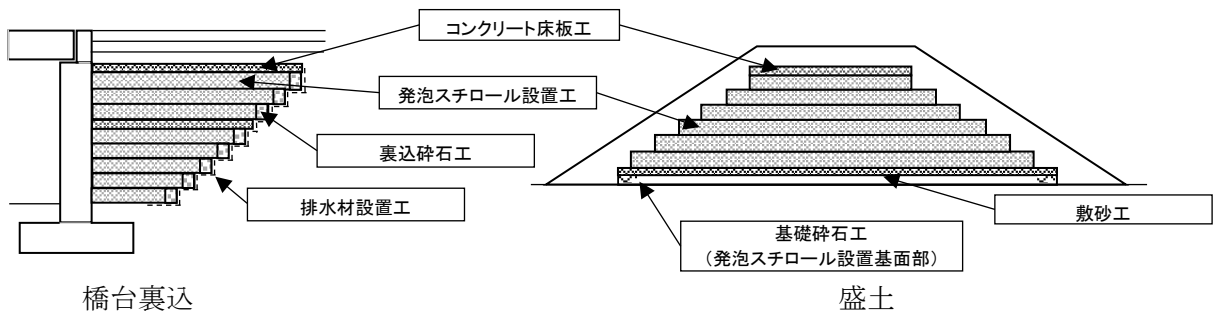 コンクリート床板工
発泡スチロール設置工
裏込砕石工
排水材設置工
敷砂工
基礎砕石工
（発泡スチロール設置基面部）
橋台裏込
盛土